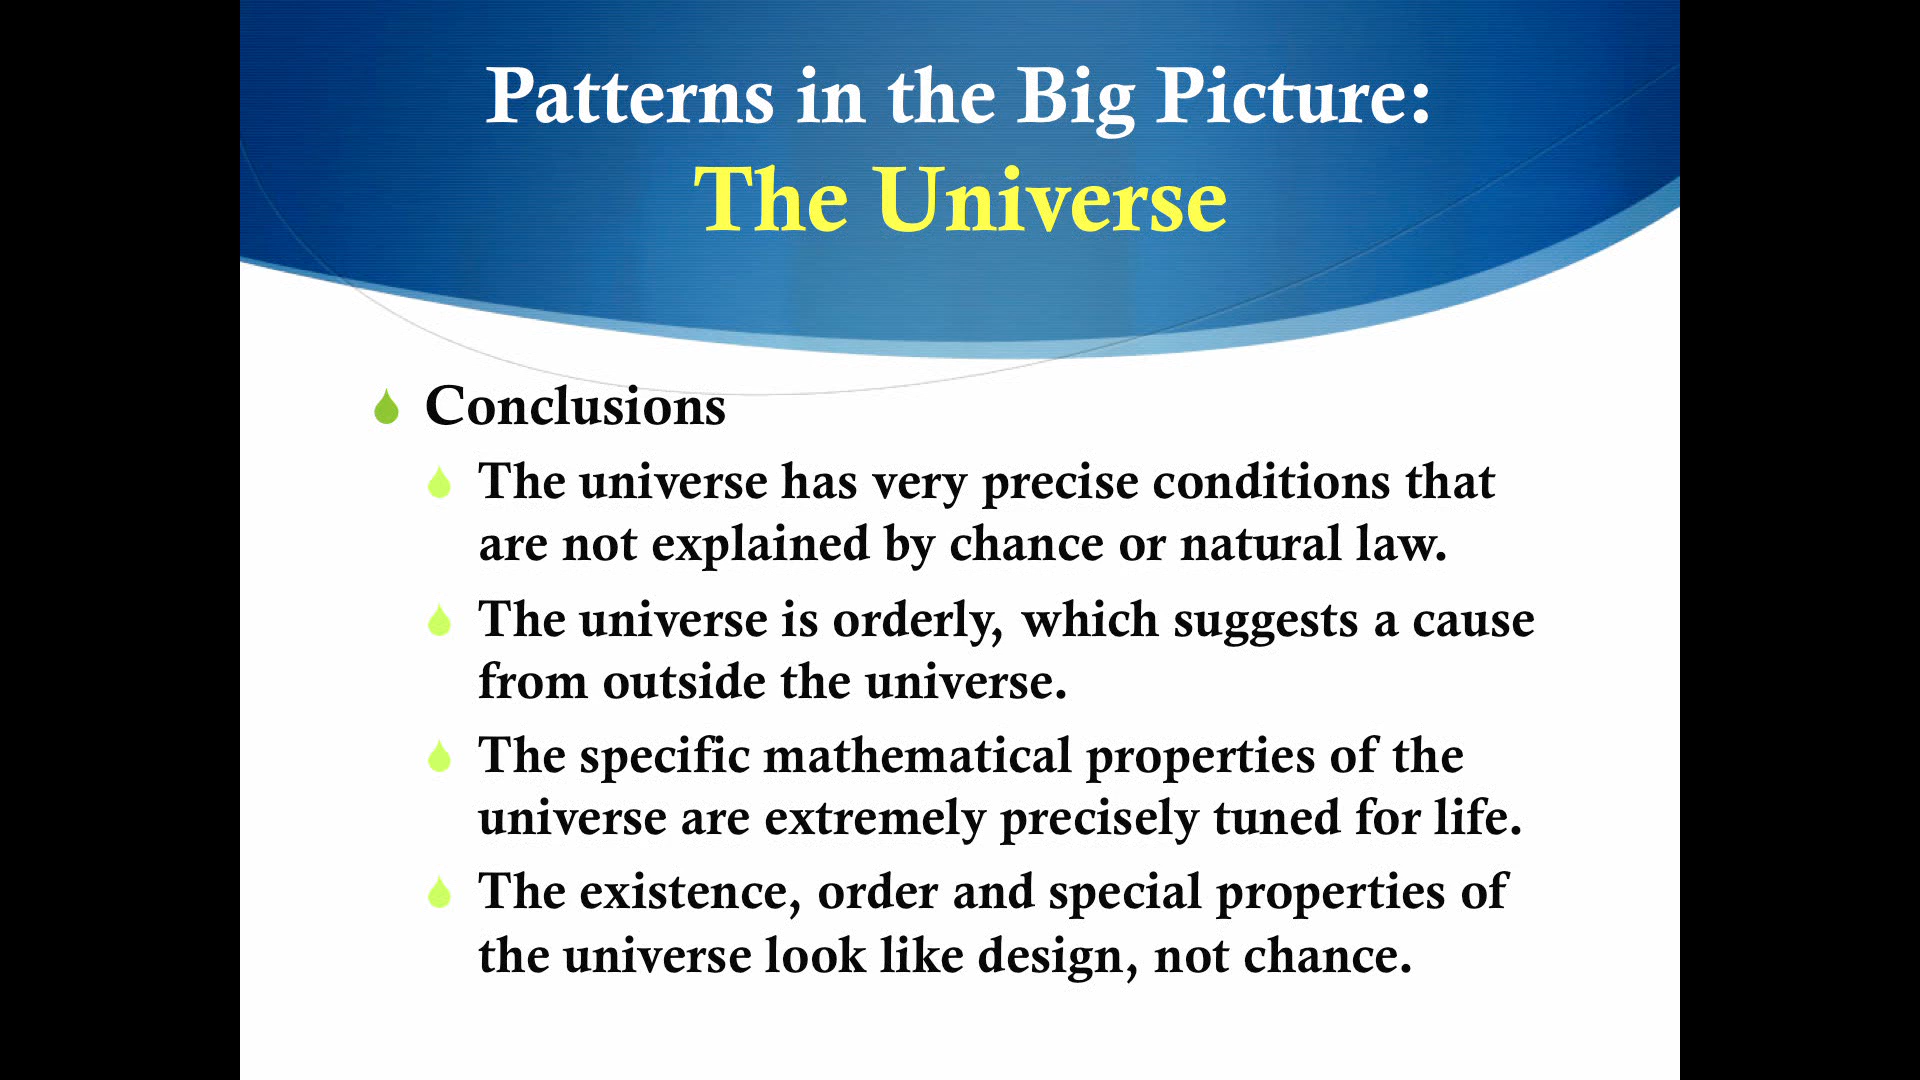 Patterns in the Big Picture:
The Universe
Conclusions
The universe has very precise conditions that
are not explained by chance or natural law.
The universe is orderly, which suggests a cause
from outside the universe.
The specific mathematical properties of the
universe are extremely precisely tuned for life.
The existence, order and special properties of
the universe look like design, not chance.